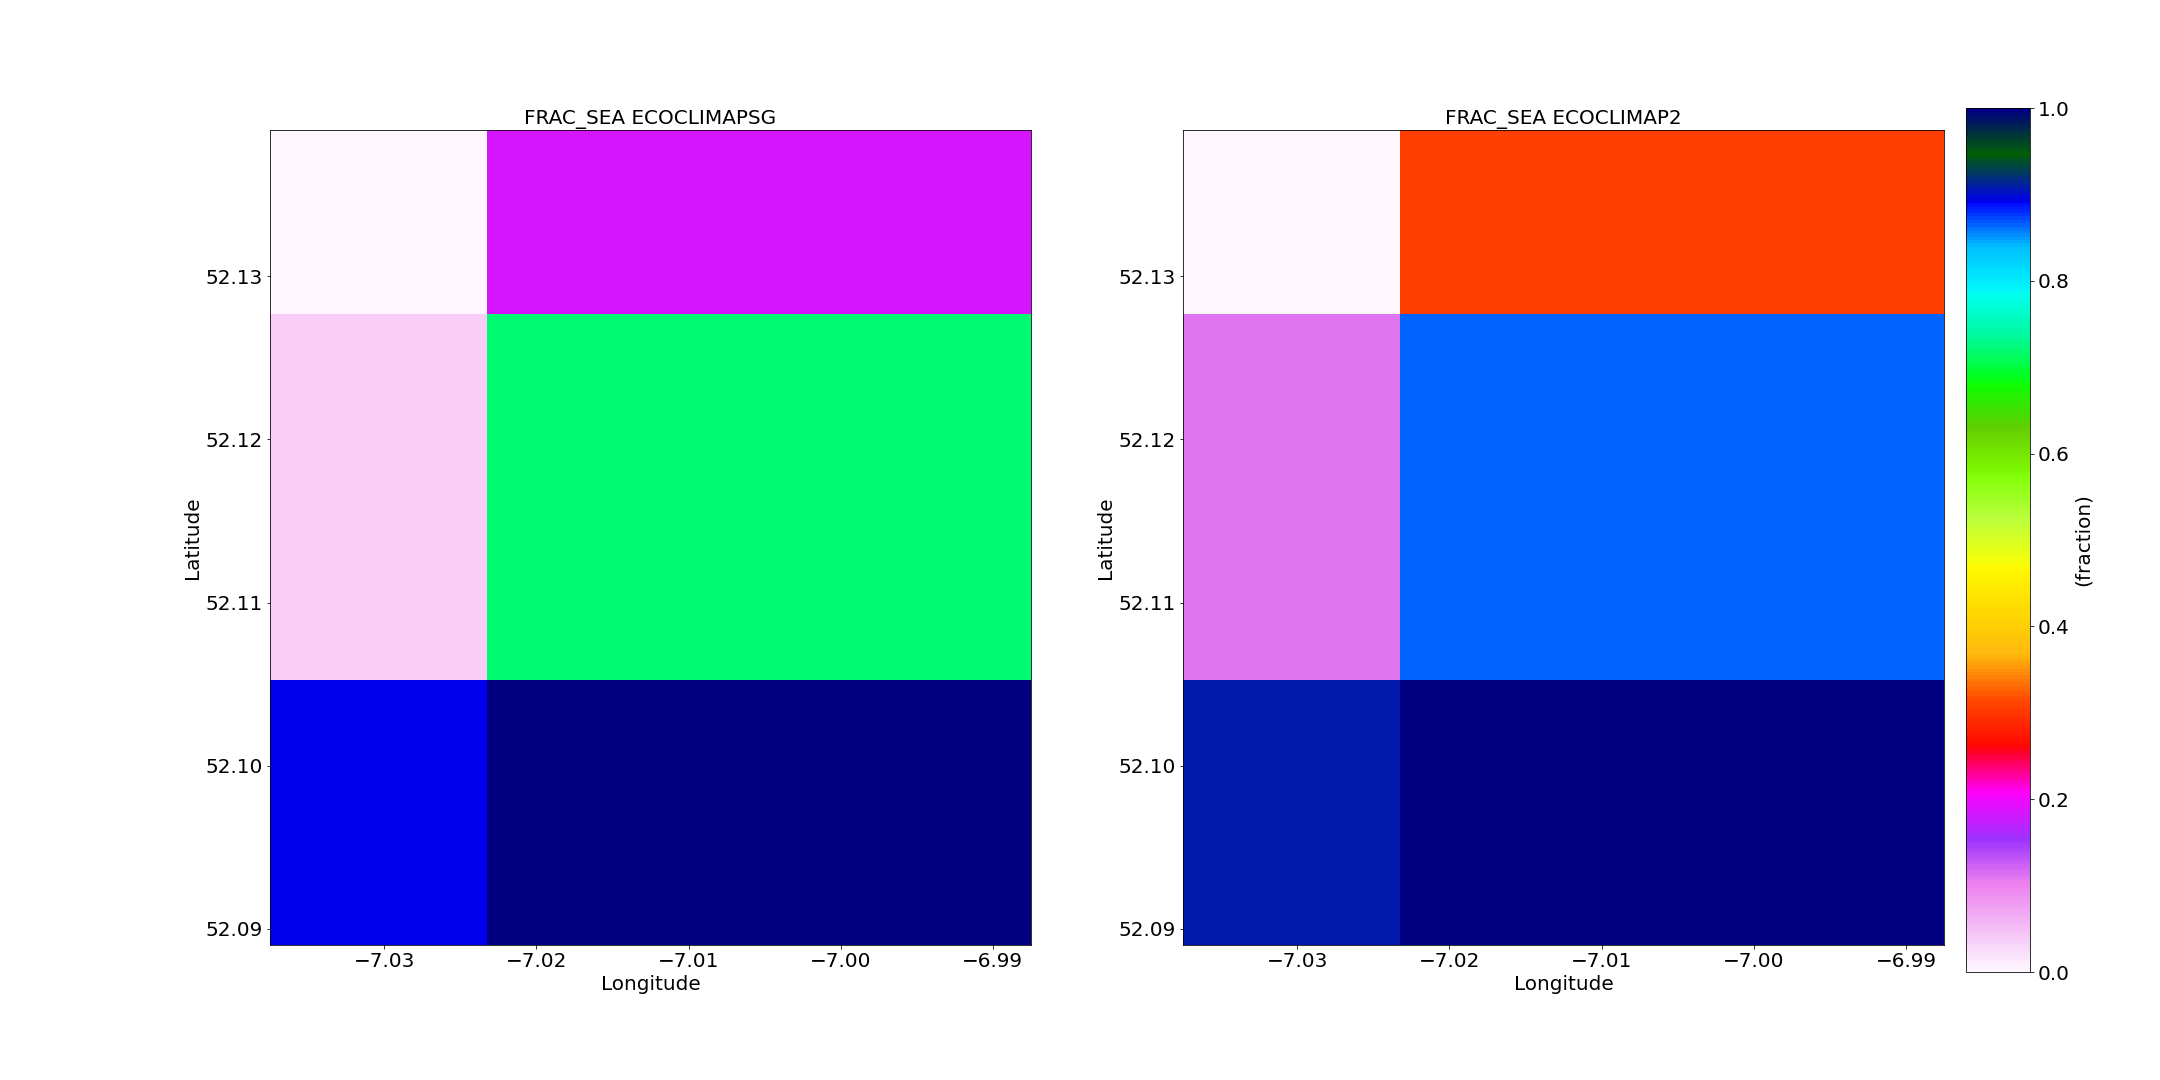 FRAC_SEA ECOCLIMAPSG
52.13
52.12
52.11
52.10
52.09
Latitude
−7.03 −7.02 −7.01 −7.00 −6.99
Longitude
FRAC_SEA ECOCLIMAP2
52.13
52.12
52.11
52.10
52.09
Latitude
−7.03 −7.02 −7.01 −7.00 −6.99
Longitude
1.0
0.8
0.6
0.4
0.2
0.0
(fraction)